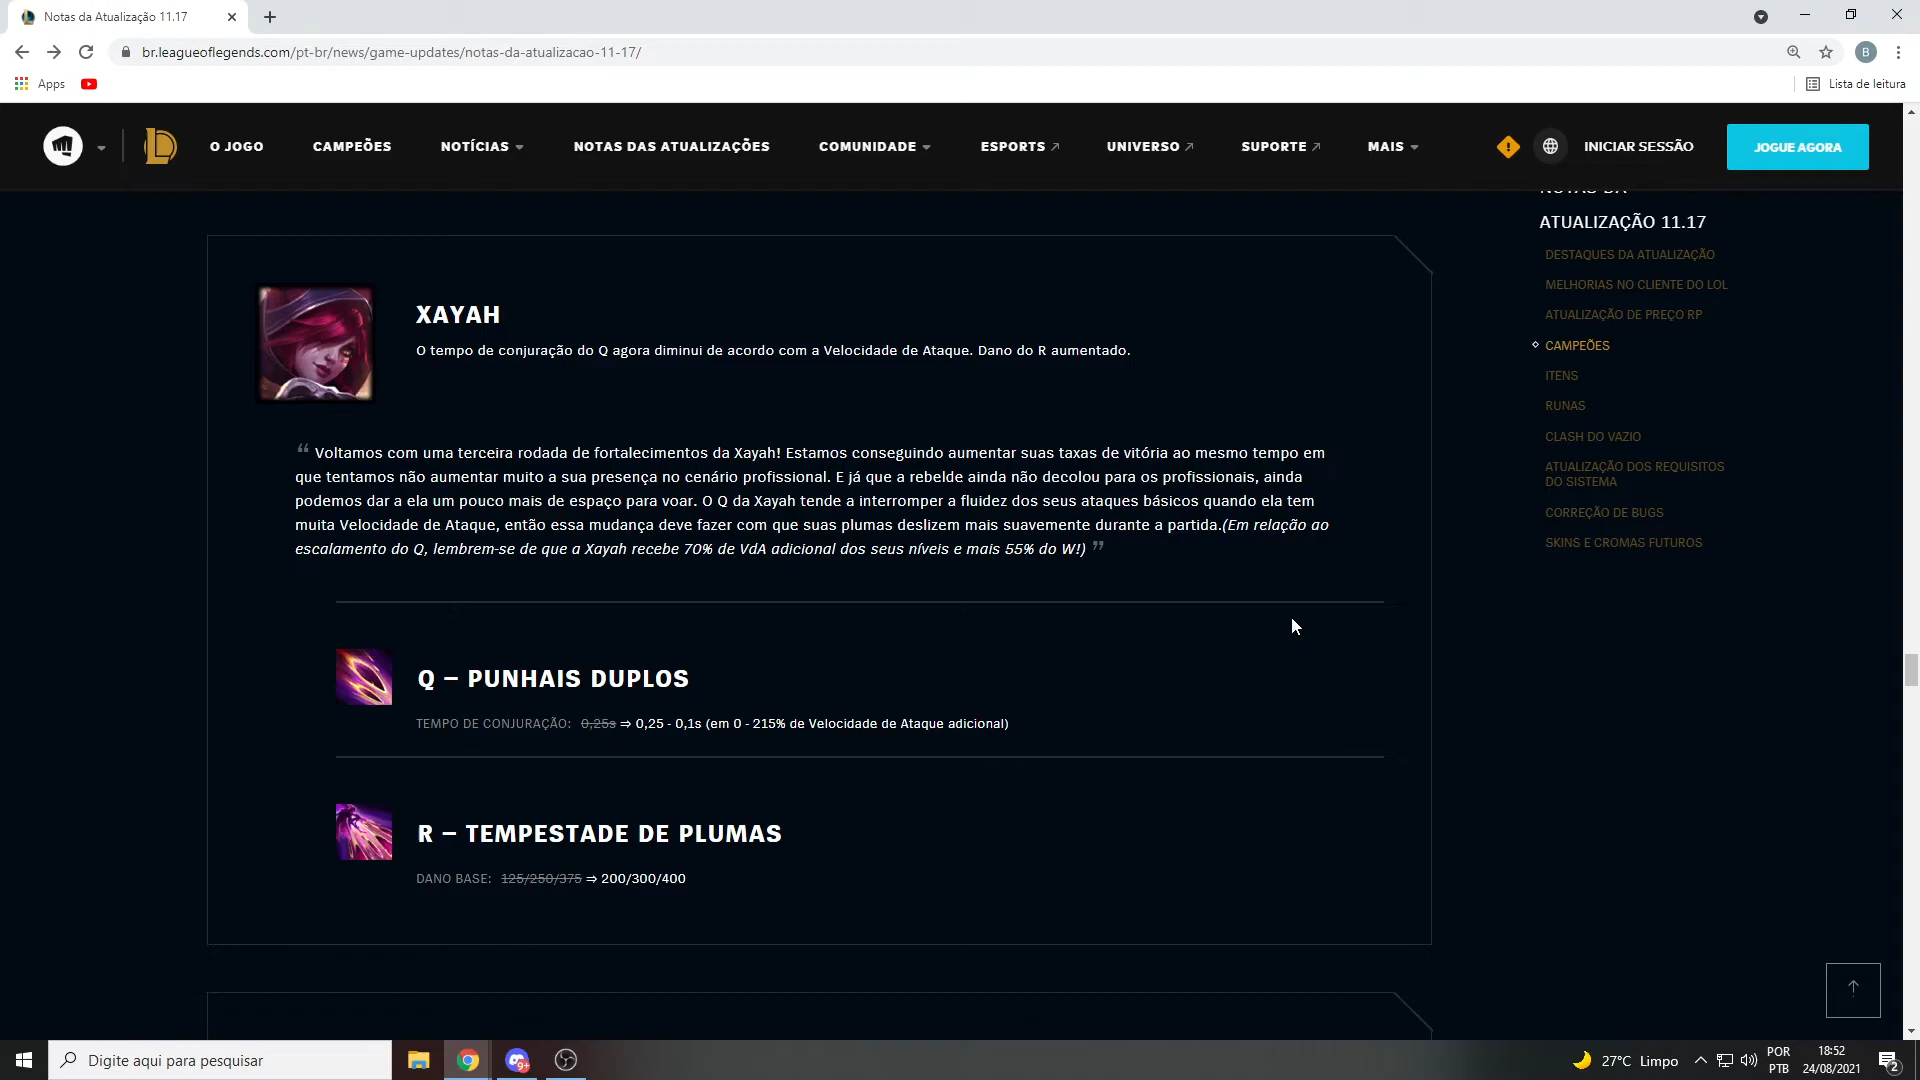 Notas da Atualização 11.17
br.leagueoflegends.com/pt-br/news/game-updates/notas-da-atualizacao-11-17/
B
Apps
Lista de leitura
O JOGO
CAMPEÕES
NOTÍCIAS
NOTAS DAS ATUALIZAÇÕES
COMUNIDADE
ESPORTS
UNIVERSO
SUPORTE
MAIS
INICIAR SESSÃO
JOGUE AGORA
NOTAS DA
ATUALIZAÇÃO 11.17
DESTAQUES DA ATUALIZAÇÃO
MELHORIAS NO CLIENTE DO LOL
ATUALIZAÇÃO DE PREÇO RP
CAMPEÕES
ITENS
RUNAS
CLASH DO VAZIO
ATUALIZAÇÃO DOS REQUISITOS
DO SISTEMA
CORREÇÃO DE BUGS
SKINS E CROMAS FUTUROS
XAYAH
O tempo de conjuração do Q agora diminui de acordo com a Velocidade de Ataque. Dano do R aumentado.
“ Voltamos com uma terceira rodada de fortalecimentos da Xayah! Estamos conseguindo aumentar suas taxas de vitória ao mesmo tempo em
que tentamos não aumentar muito a sua presença no cenário profissional. E já que a rebelde ainda não decolou para os profissionais, ainda
podemos dar a ela um pouco mais de espaço para voar. O Q da Xayah tende a interromper a fluidez dos seus ataques básicos quando ela tem
muita Velocidade de Ataque, então essa mudança deve fazer com que suas plumas deslizem mais suavemente durante a partida.(Em relação ao
escalamento do Q, lembrem-se de que a Xayah recebe 70% de VdA adicional dos seus níveis e mais 55% do W!) ”
Q – PUNHAIS DUPLOS
TEMPO DE CONJURAÇÃO: 0,25s ⇒ 0,25 - 0,1s (em 0 - 215% de Velocidade de Ataque adicional)
R – TEMPESTADE DE PLUMAS
DANO BASE: 125/250/375 ⇒ 200/300/400
Digite aqui para pesquisar
9+
27°C Limpo
POR
PTB
18:52
24/08/2021
2